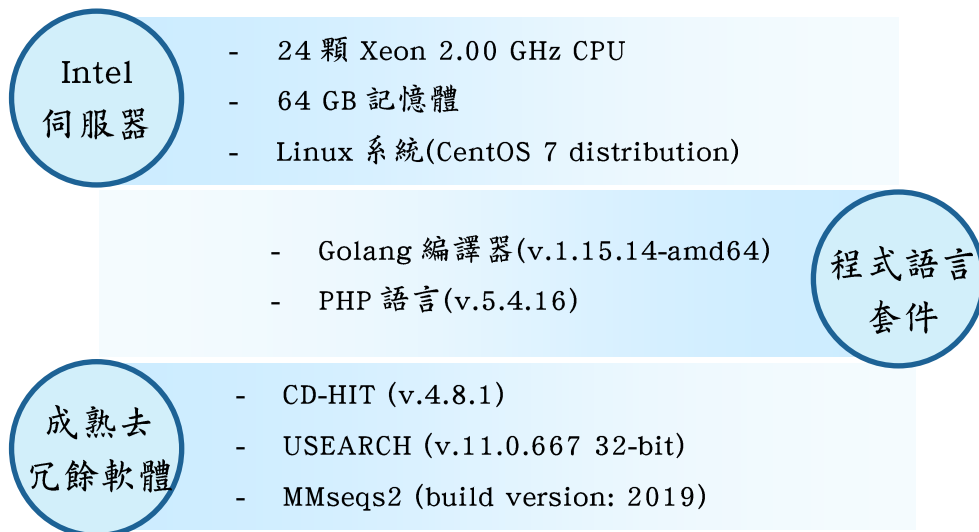 Intel
伺服器
- 24 顆 Xeon 2.00 GHz CPU
- 64 GB 記憶體
- Linux 系統(CentOS 7 distribution)
- Golang 編譯器(v.1.15.14-amd64)
- PHP 語言(v.5.4.16)
程式語言
套件
成熟去
冗餘軟體
- CD-HIT (v.4.8.1)
- USEARCH (v.11.0.667 32-bit)
- MMseqs2 (build version: 2019)